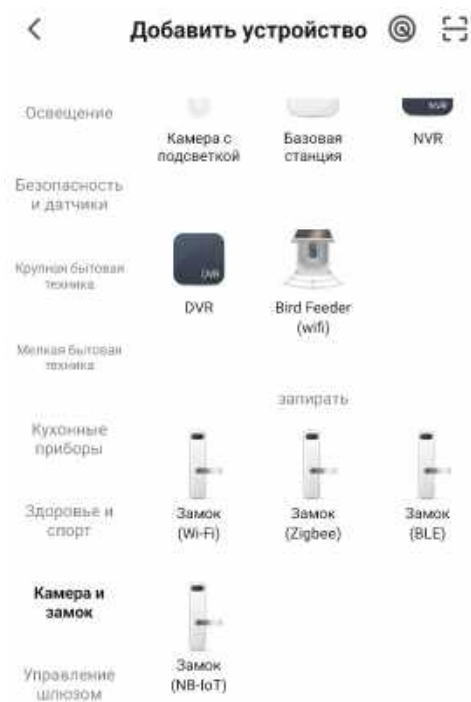 Добавить устройство
Освещение
Камера с
подсветкой
Базовая
станция
NVR
NVR
Безопасность
и датчики
Крупная бытовая
техника
DVR
DVR
Bird Feeder
(wifi)
Мелкая бытовая
техника
запирать
Кухонные
приборы
Замок
(Wi-Fi)
Замок
(Zigbee)
Замок
(BLE)
Здоровье и
спорт
Камера и
замок
Замок
(NB-IoT)
Управление
шлюзом